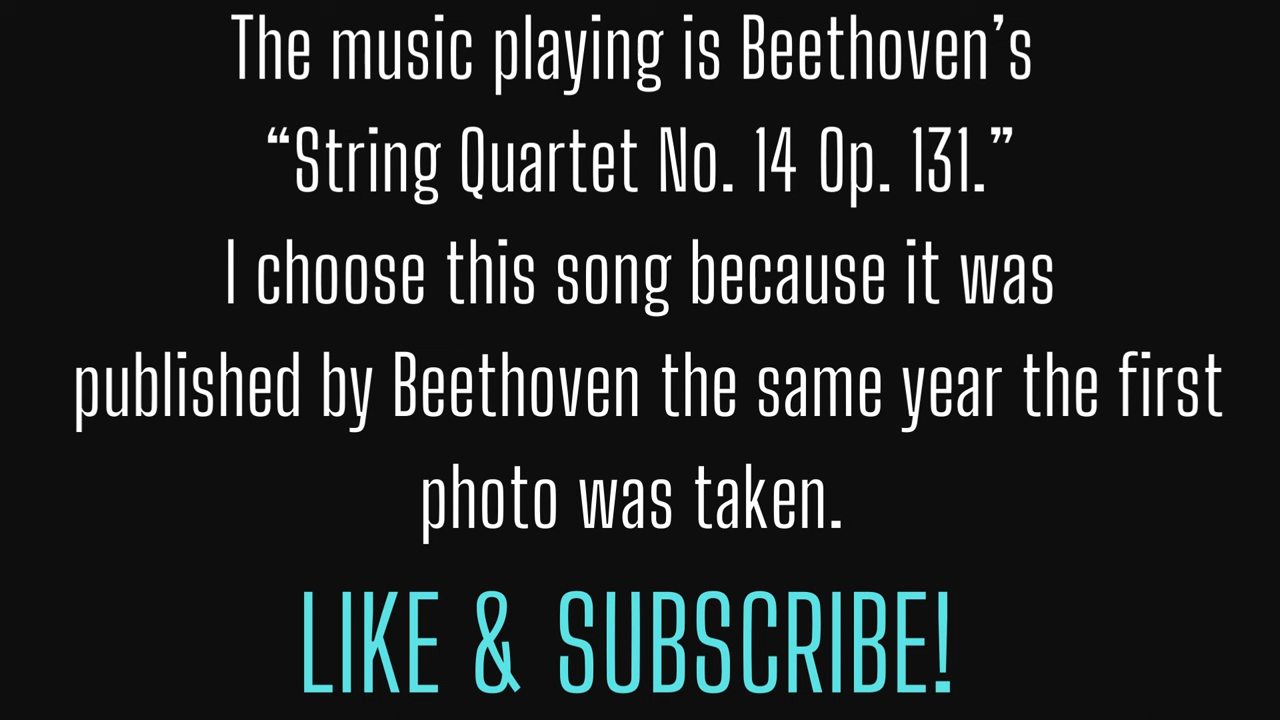 The music playing is Beethoven’s
“String Quartet No. 14 Op. 131.”
I choose this song because it was
published by Beethoven the same year the first
photo was taken.
LIKE & SUBSCRIBE!